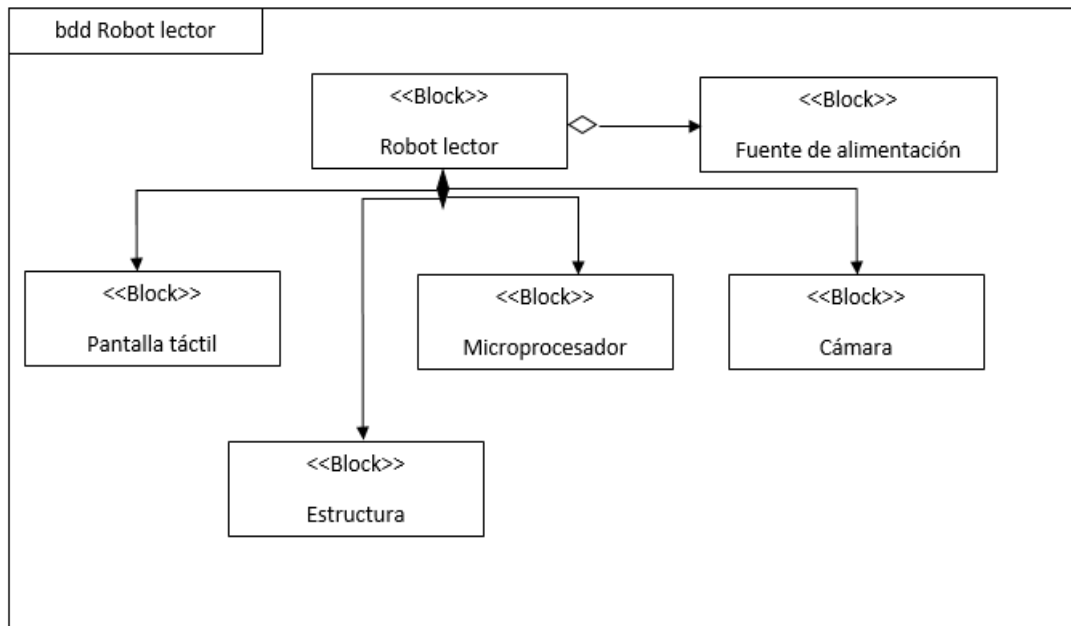 bdd Robot lector
<<Block>>
Robot lector
<<Block>>
Fuente de alimentación
<<Block>>
Pantalla táctil
<<Block>>
Microprocesador
<<Block>>
Cámara
<<Block>>
Estructura